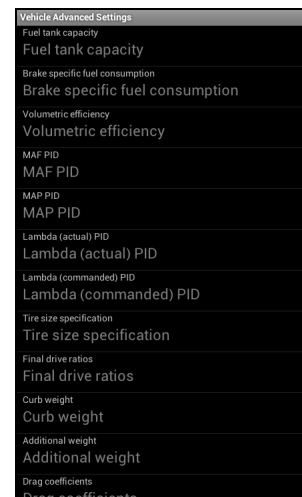 Vehicle Advanced Settings
Fuel tank capacity
Fuel tank capacity
Brake specific fuel consumption
Brake specific fuel consumption
Volumetric efficiency
Volumetric efficiency
MAF PID
MAF PID
MAP PID
MAP PID
Lambda (actual) PID
Lambda (actual) PID
Lambda (commanded) PID
Lambda (commanded) PID
Tire size specification
Tire size specification
Final drive ratios
Final drive ratios
Curb weight
Curb weight
Additional weight
Additional weight
Drag coefficients
Drag coefficients